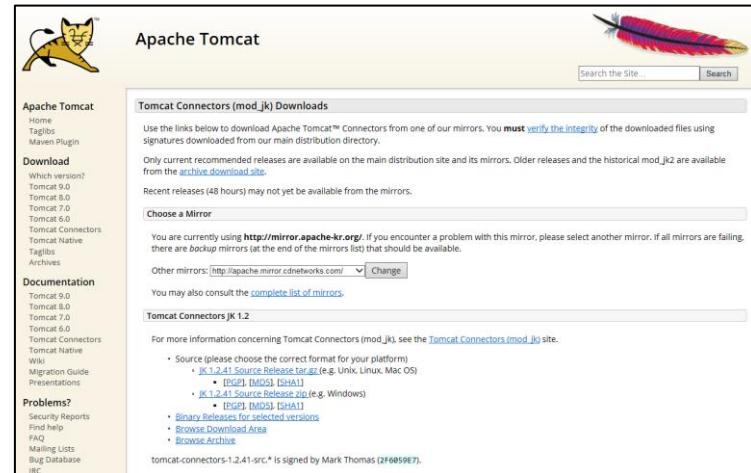 Apache Tomcat
Search the Site...
Search
Apache Tomcat
Home
Taglibs
Maven Plugin
Download
Which version?
Tomcat 9.0
Tomcat 8.0
Tomcat 7.0
Tomcat 6.0
Tomcat Connectors
Tomcat Native
Taglibs
Archives
Documentation
Tomcat 9.0
Tomcat 8.0
Tomcat 7.0
Tomcat 6.0
Tomcat Connectors
Tomcat Native
Wiki
Migration Guide
Presentations
Problems?
Security Reports
Find help
FAQ
Mailing Lists
Bug Database
IRC
Tomcat Connectors (mod_jk) Downloads
Use the links below to download Apache Tomcat™ Connectors from one of our mirrors. You must verify the integrity of the downloaded files using
signatures downloaded from our main distribution directory.
Only current recommended releases are available on the main distribution site and its mirrors. Older releases and the historical mod_jk2 are available
from the archive download site.
Recent releases (48 hours) may not yet be available from the mirrors.
Choose a Mirror
You are currently using http://mirror.apache-kr.org/. If you encounter a problem with this mirror, please select another mirror. If all mirrors are failing,
there are backup mirrors (at the end of the mirrors list) that should be available.
Other mirrors: http://apache.mirror.cdnetworks.com/ Change
You may also consult the complete list of mirrors.
Tomcat Connectors JK 1.2
For more information concerning Tomcat Connectors (mod_jk), see the Tomcat Connectors (mod_jk) site.
• Source (please choose the correct format for your platform)
• JK 1.2.41 Source Release tar.gz (e.g. Unix, Linux, Mac OS)
• [PGP], [MD5], [SHA1]
• JK 1.2.41 Source Release zip (e.g. Windows)
• [PGP], [MD5], [SHA1]
• Binary Releases for selected versions
• Browse Download Area
• Browse Archive
tomcat-connectors-1.2.41-src.* is signed by Mark Thomas (2F6059E7).